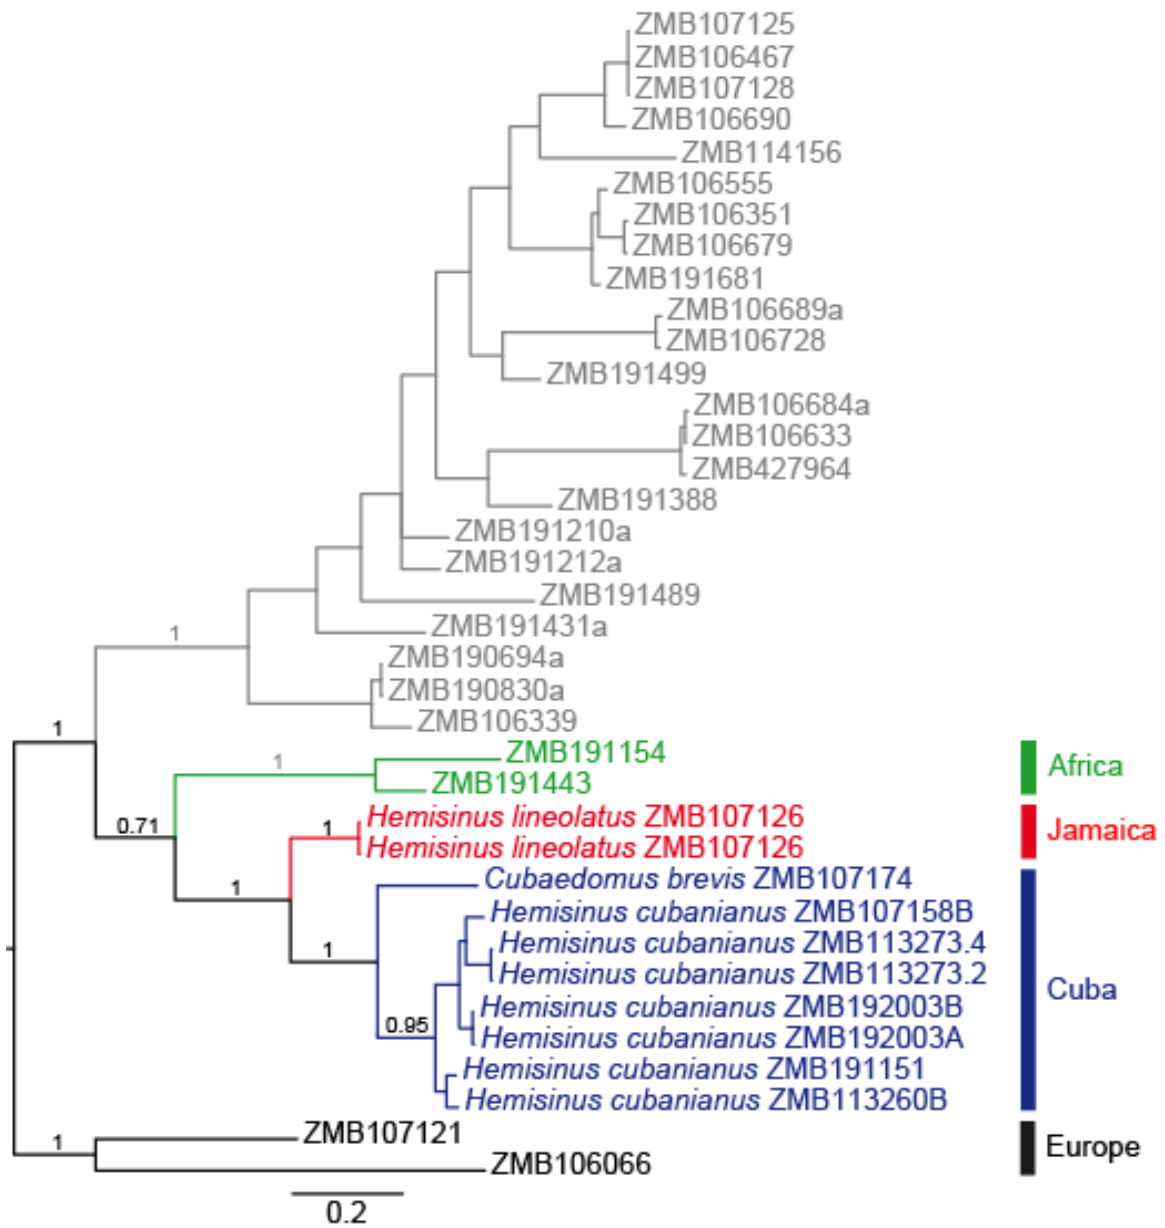 ZMB107125
ZMB106467
ZMB107128
ZMB106690
ZMB114156
ZMB106555
ZMB106351
ZMB106679
ZMB191681
ZMB106689a
ZMB106728
ZMB191499
ZMB106684a
ZMB106633
ZMB427964
ZMB191388
ZMB191210a
ZMB191212a
ZMB191489
ZMB191431a
1
ZMB190694a
ZMB190830a
ZMB106339
1
ZMB191154
1
ZMB191443
Africa
Hemisinus lineolatus ZMB107126
0.71
1
Jamaica
Hemisinus lineolatus ZMB107126
Cubaedomus brevis ZMB107174
1
Hemisinus cubanianus ZMB107158B
Hemisinus cubanianus ZMB113273.4
1
Hemisinus cubanianus ZMB113273.2
Cuba
Hemisinus cubanianus ZMB192003B
0.95
Hemisinus cubanianus ZMB192003A
Hemisinus cubanianus ZMB191151
Hemisinus cubanianus ZMB113260B
ZMB107121
1
Europe
ZMB106066
0.2